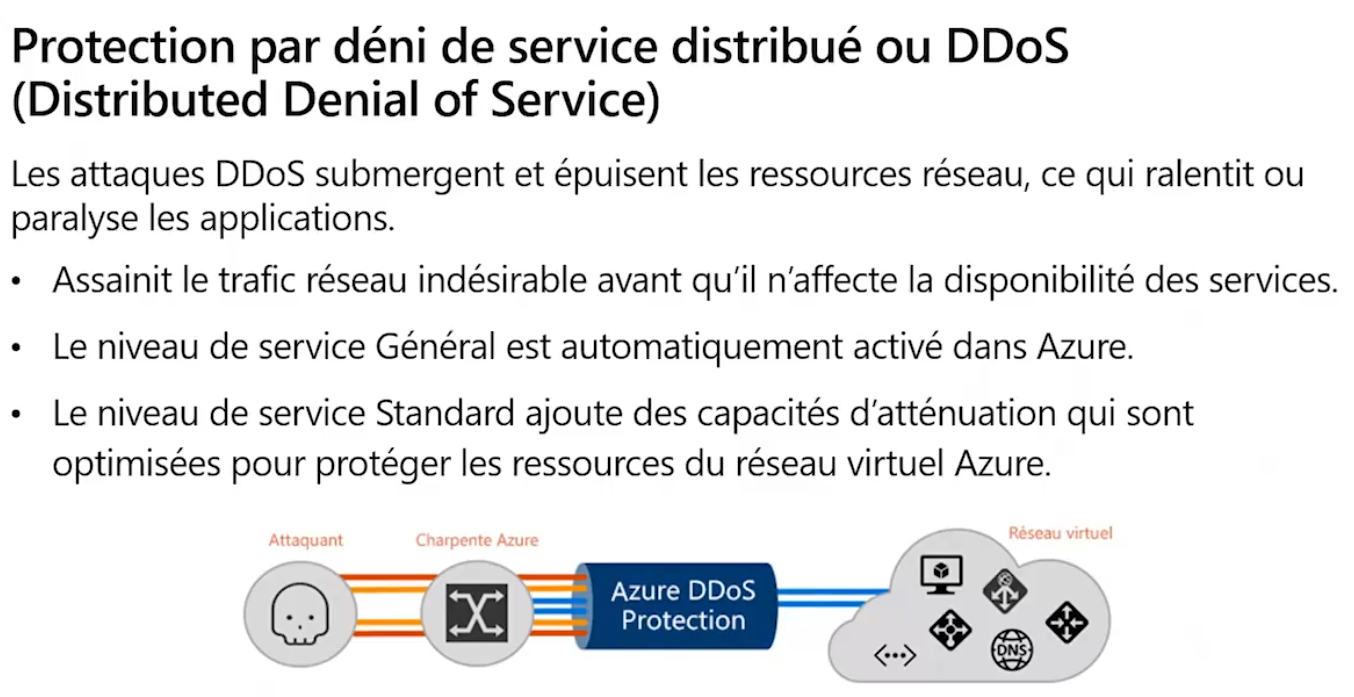 Protection par déni de service distribué ou DDoS
(Distributed Denial of Service)
Les attaques DDoS submergent et épuisent les ressources réseau, ce qui ralentit ou
paralyse les applications.
• Assainit le trafic réseau indésirable avant qu’il n’affecte la disponibilité des services.
• Le niveau de service Général est automatiquement activé dans Azure.
• Le niveau de service Standard ajoute des capacités d’atténuation qui sont
optimisées pour protéger les ressources du réseau virtuel Azure.
Attaquant
Charpente Azure
Réseau virtuel
Azure DDoS
Protection
DNS